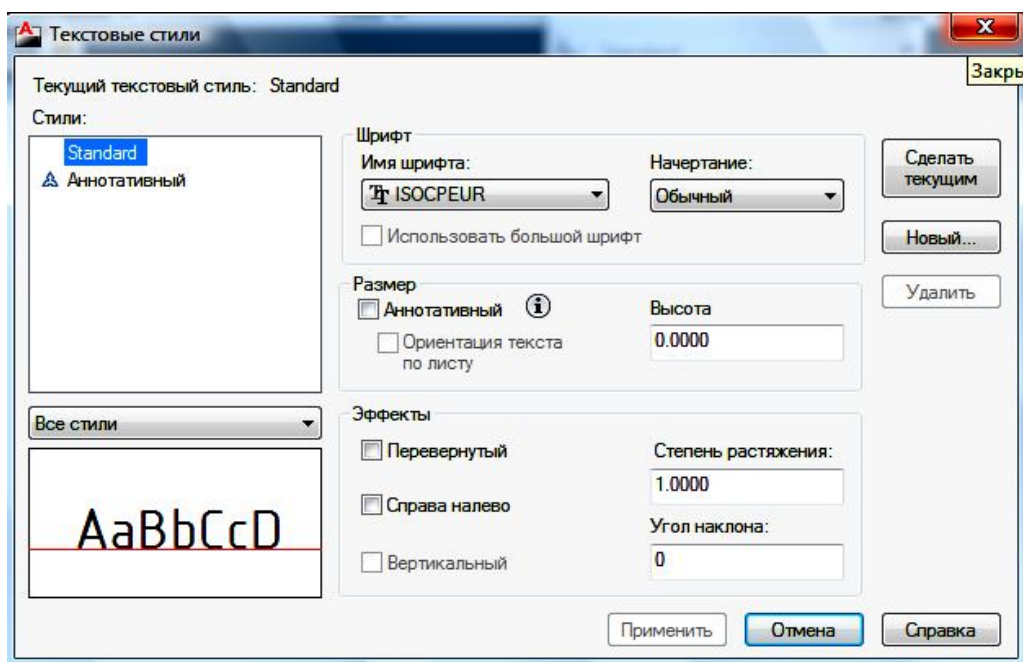 Текстовые стили
Закры
Текущий текстовый стиль: Standard
Стили:
Standard
Аннотативный
Все стили
AaBbCcD
Шрифт
Имя шрифта:
ISOCPEUR
Начертание:
Обычный
Использовать большой шрифт
Размер
Аннотативный
Ориентация текста
по листу
Высота
0.0000
Эффекты
Перевернутый
Справа налево
Вертикальный
Степень растяжения:
1.0000
Угол наклона:
0
Сделать
текущим
Новый...
Удалить
Применить
Отмена
Справка